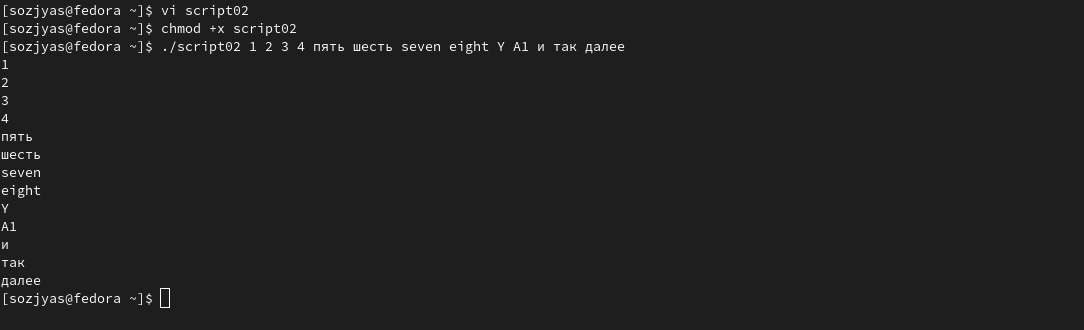 [sozjyas@fedora ~]$ vi script02
[sozjyas@fedora ~]$ chmod +x script02
[sozjyas@fedora ~]$ ./script02 1 2 3 4 пять шесть seven eight Y A1 и так далее
1
2
3
4
пять
шесть
seven
eight
Y
A1
и
так
далее
[sozjyas@fedora ~]$